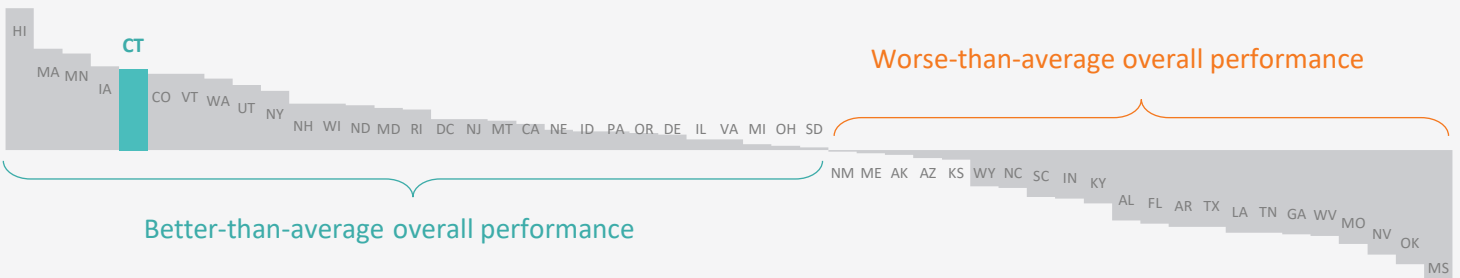 HI
CT
MA MN
IA
CO VT WA
UT
NY
NH WI ND MD RI DC NJ MT CA NE ID PA OR DE IL VA MI OH SD
Worse-than-average overall performance
NM ME AK AZ KS WY NC SC IN KY
AL FL AR TX LA TN GA WV MO
NV
OK
MS
Better-than-average overall performance